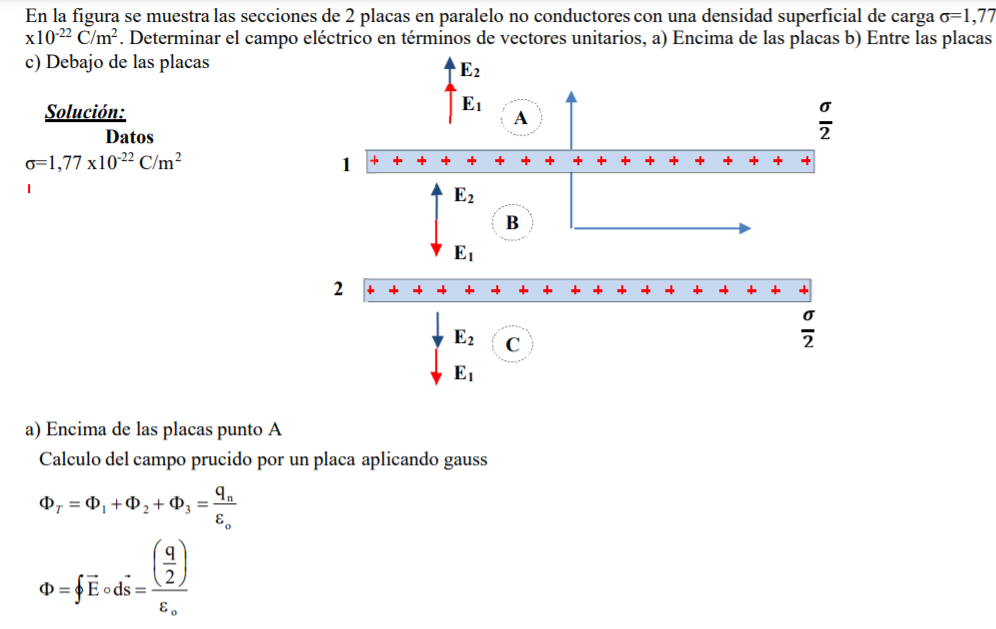 En la figura se muestra las secciones de 2 placas en paralelo no conductores con una densidad superficial de carga σ=1,77
x10⁻²² C/m². Determinar el campo eléctrico en términos de vectores unitarios, a) Encima de las placas b) Entre las placas
c) Debajo de las placas
E₂
Solución:
E₁
A
σ/2
Datos
σ=1,77 x10⁻²² C/m²
1
+ + + + + + + + + + + + + + + + + +
E₂
B
E₁
2
+ + + + + + + + + + + + + + + + + +
σ/2
E₂
C
E₁
a) Encima de las placas punto A
Calculo del campo prucido por un placa aplicando gauss
Φ_T = Φ₁ + Φ₂ + Φ₃ = qₙ/ε₀
Φ = ∮E⃗ ∘ ds⃗ = (q/2)/ε₀